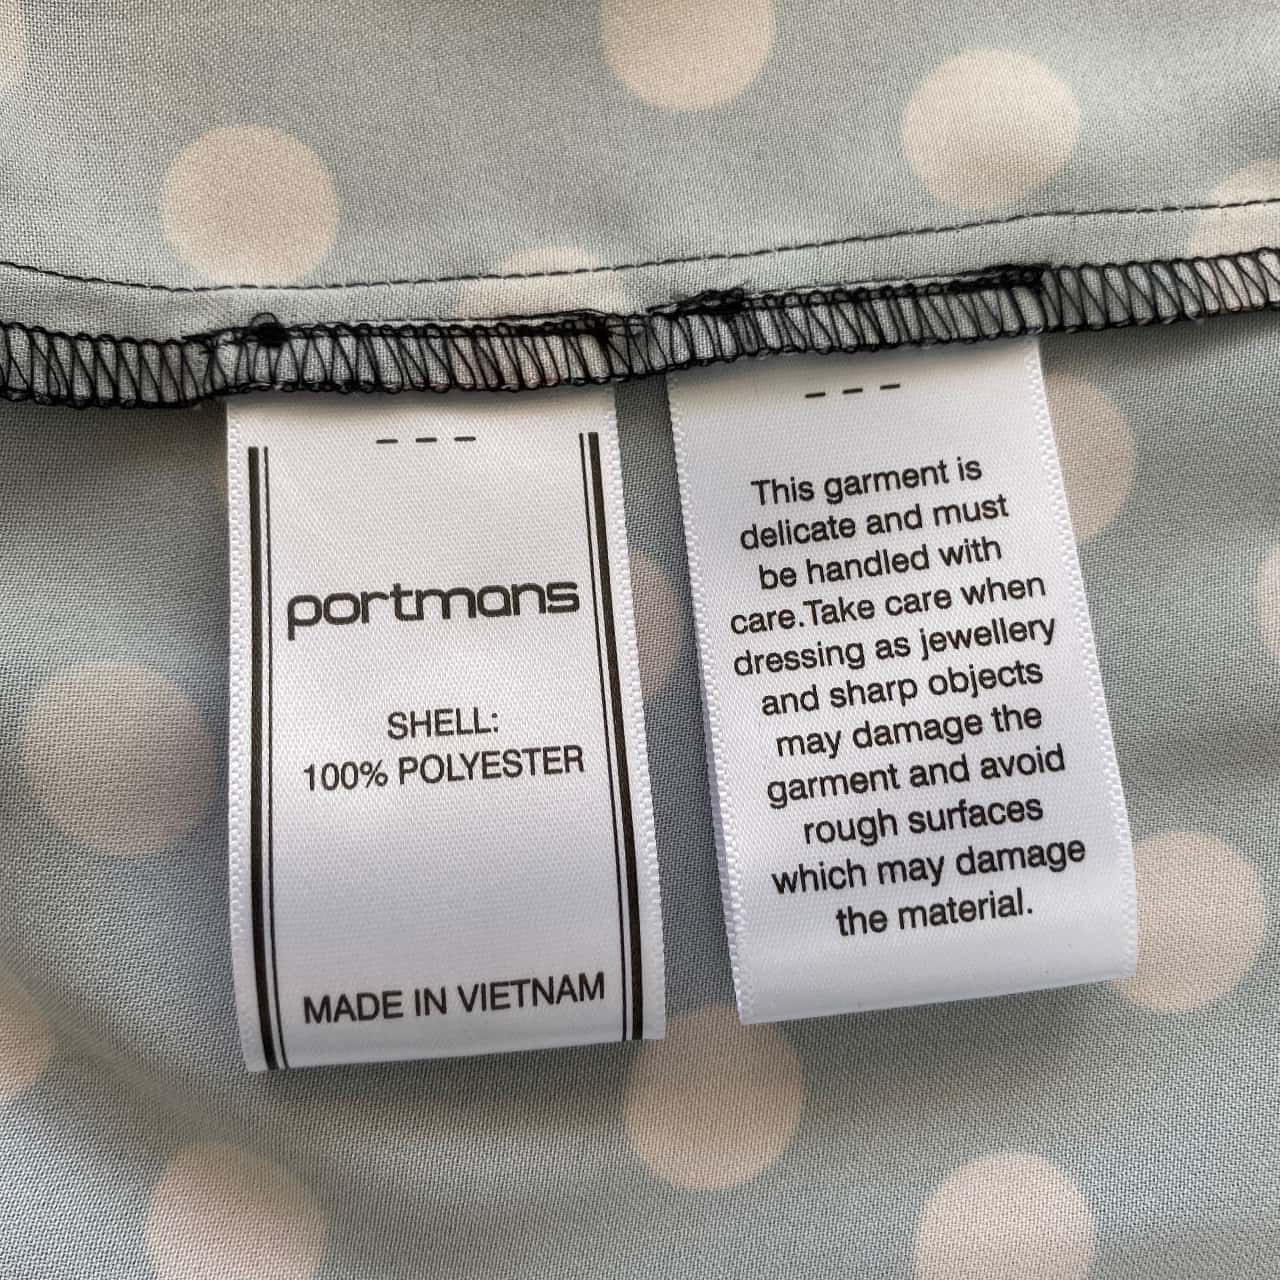 portmans
SHELL:
100% POLYESTER
MADE IN VIETNAM
This garment is
delicate and must
be handled with
care.Take care when
dressing as jewellery
and sharp objects
may damage the
garment and avoid
rough surfaces
which may damage
the material.